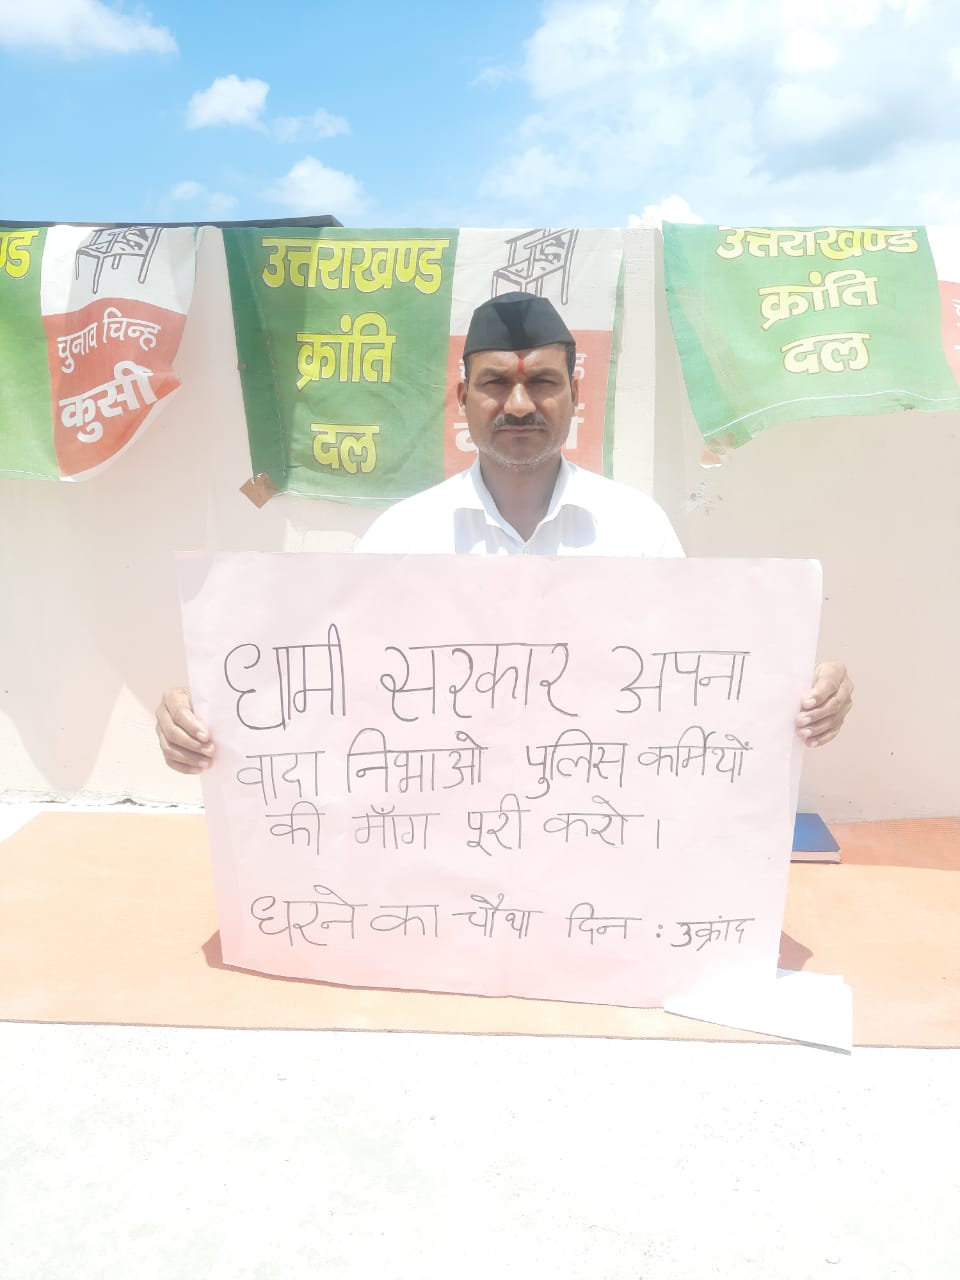 ण्ड
चुनाव चिन्ह
कुर्सी
उत्तराखण्ड
क्रांति
दल
उत्तराखण्ड
क्रांति
दल
धामी सरकार अपना
वादा निभाओ पुलिस कर्मियों
की माँग पूरी करो।
धरने का चौथा दिन : उक्रांद